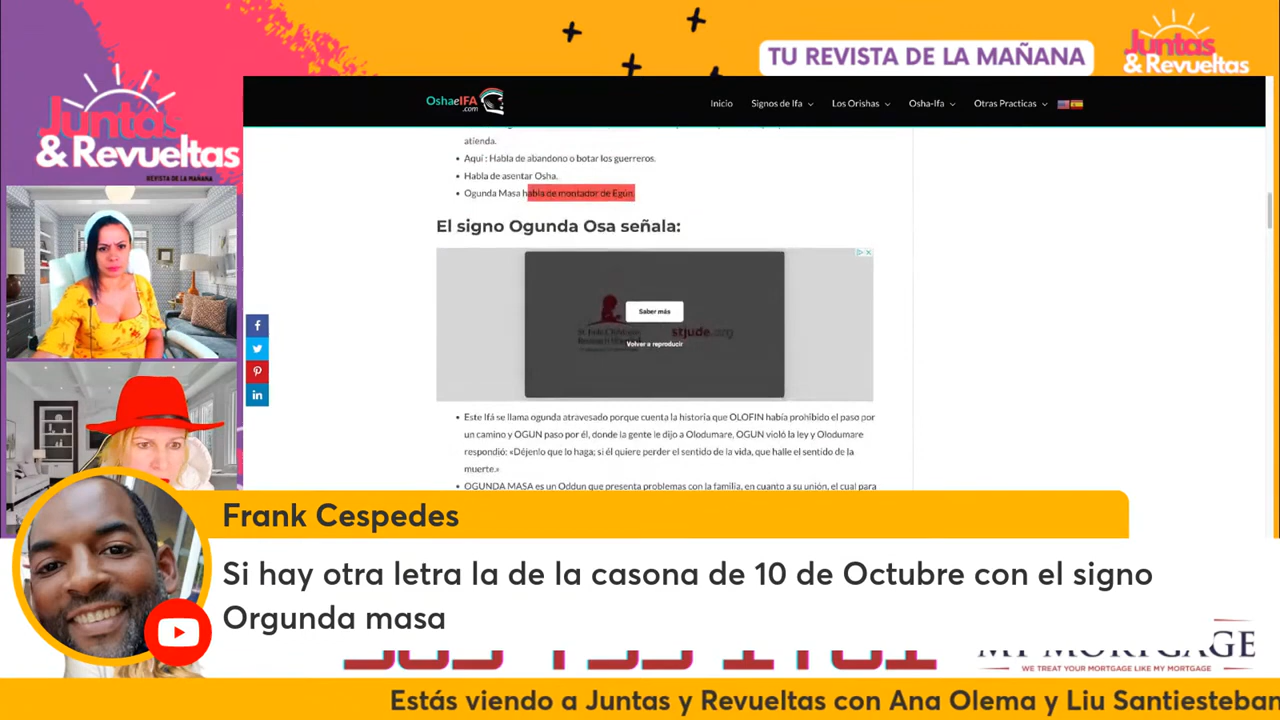 TU REVISTA DE LA MAÑANA
Juntas
& Revueltas
Juntas
& Revueltas
REVISTA DE LA MAÑANA
OshaeIFA
.com
Inicio
Signos de Ifa
Los Orishas
Osha-Ifa
Otras Practicas
atienda.
Aquí : Habla de abandono o botar los guerreros.
Habla de asentar Osha.
Ogunda Masa habla de montador de Egún.
El signo Ogunda Osa señala:
Saber más
stjude.org
Volver a reproducir
Este Ifá se llama ogunda atravesado porque cuenta la historia que OLOFIN había prohibido el paso por
un camino y OGUN paso por él, donde la gente le dijo a Olodumare, OGUN violó la ley y Olodumare
respondió: «Déjenlo que lo haga; si él quiere perder el sentido de la vida, que halle el sentido de la
muerte.»
OGUNDA MASA es un Oddun que presenta problemas con la familia, en cuanto a su unión, el cual para
Frank Cespedes
Si hay otra letra la de la casona de 10 de Octubre con el signo
Orgunda masa
MY MORTGAGE
WE TREAT YOUR MORTGAGE LIKE MY MORTGAGE
Estás viendo a Juntas y Revueltas con Ana Olema y Liu Santiesteban